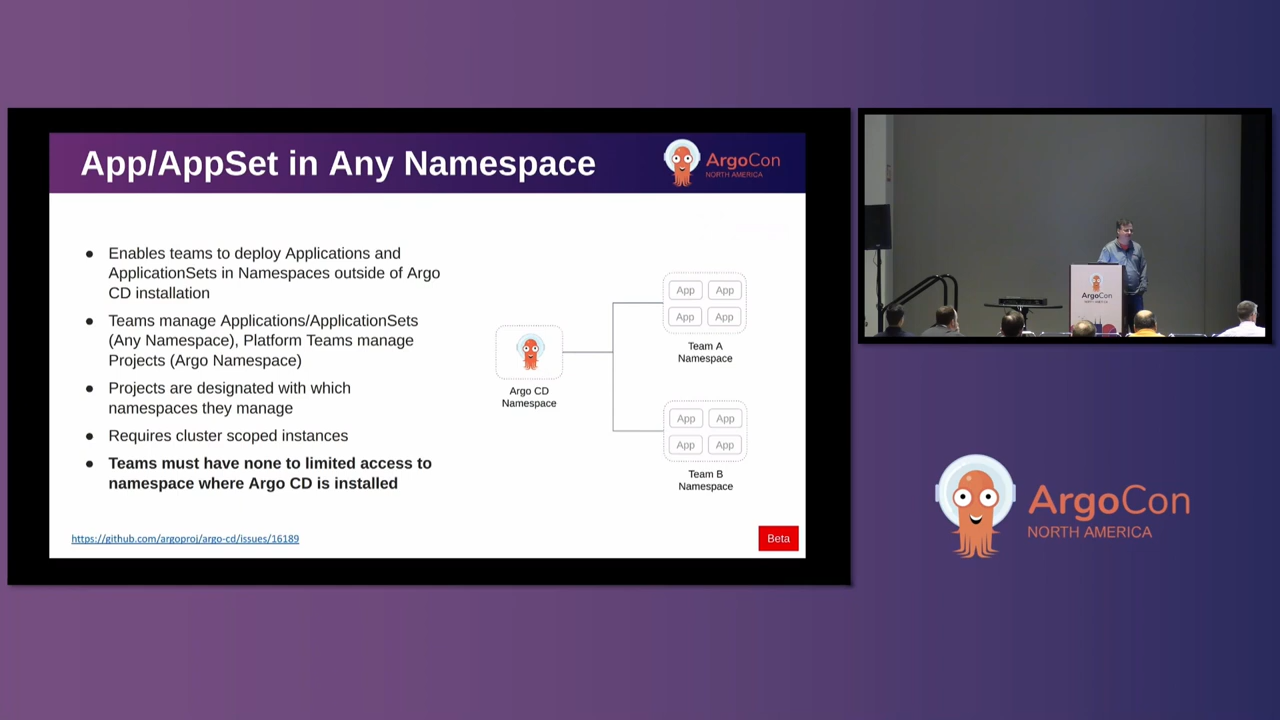 App/AppSet in Any Namespace
ArgoCon
NORTH AMERICA
● Enables teams to deploy Applications and
ApplicationSets in Namespaces outside of Argo
CD installation
● Teams manage Applications/ApplicationSets
(Any Namespace), Platform Teams manage
Projects (Argo Namespace)
● Projects are designated with which
namespaces they manage
● Requires cluster scoped instances
● Teams must have none to limited access to
namespace where Argo CD is installed
Argo CD
Namespace
App App
App App
Team A
Namespace
App App
App App
Team B
Namespace
https://github.com/argoproj/argo-cd/issues/16189
Beta
ArgoCon
ArgoCon
NORTH AMERICA